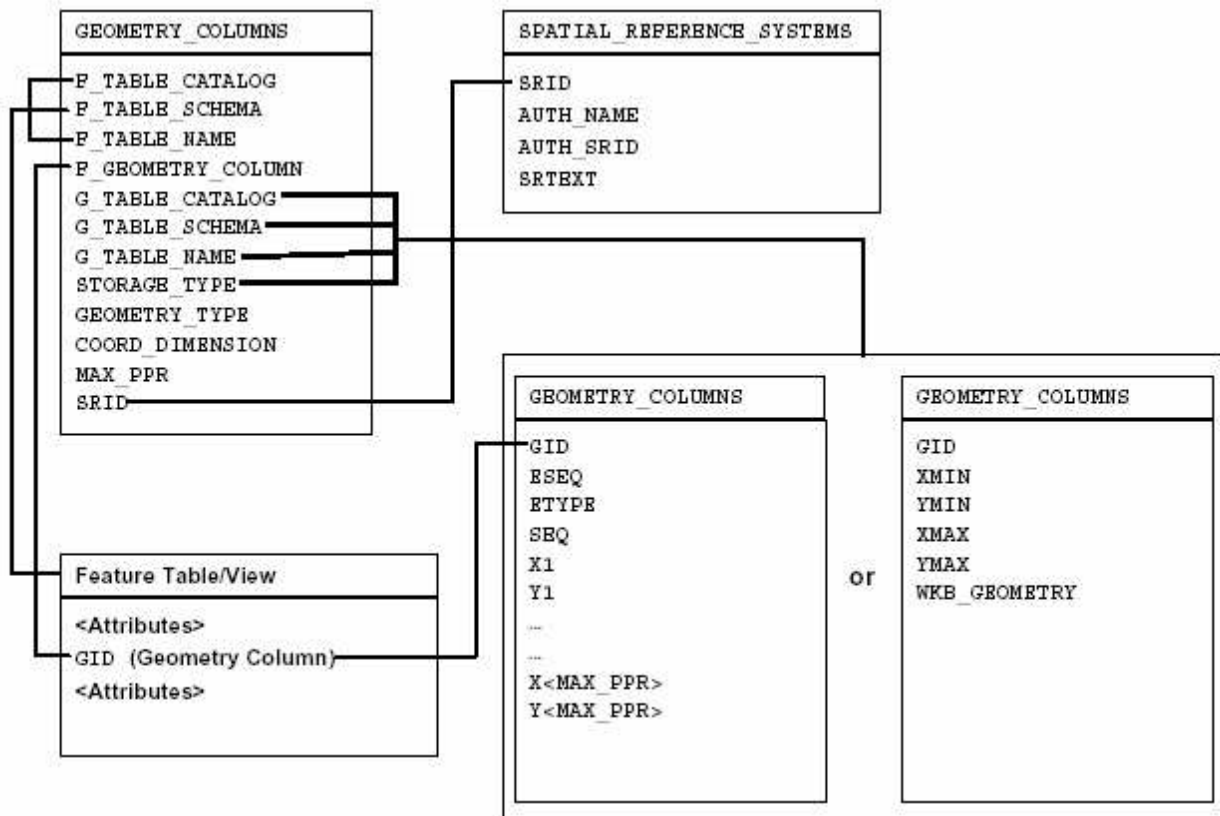 GEOMETRY_COLUMNS
F_TABLE_CATALOG
F_TABLE_SCHEMA
F_TABLE_NAME
F_GEOMETRY_COLUMN
G_TABLE_CATALOG
G_TABLE_SCHEMA
G_TABLE_NAME
STORAGE_TYPE
GEOMETRY_TYPE
COORD_DIMENSION
MAX_PPR
SRID
SPATIAL_REFERENCE_SYSTEMS
SRID
AUTH_NAME
AUTH_SRID
SRTEXT
Feature Table/View
<Attributes>
GID (Geometry Column)
<Attributes>
GEOMETRY_COLUMNS
GID
ESEQ
ETYPE
SEQ
X1
Y1
...
...
X<MAX_PPR>
Y<MAX_PPR>
or
GEOMETRY_COLUMNS
GID
XMIN
YMIN
XMAX
YMAX
WKB_GEOMETRY